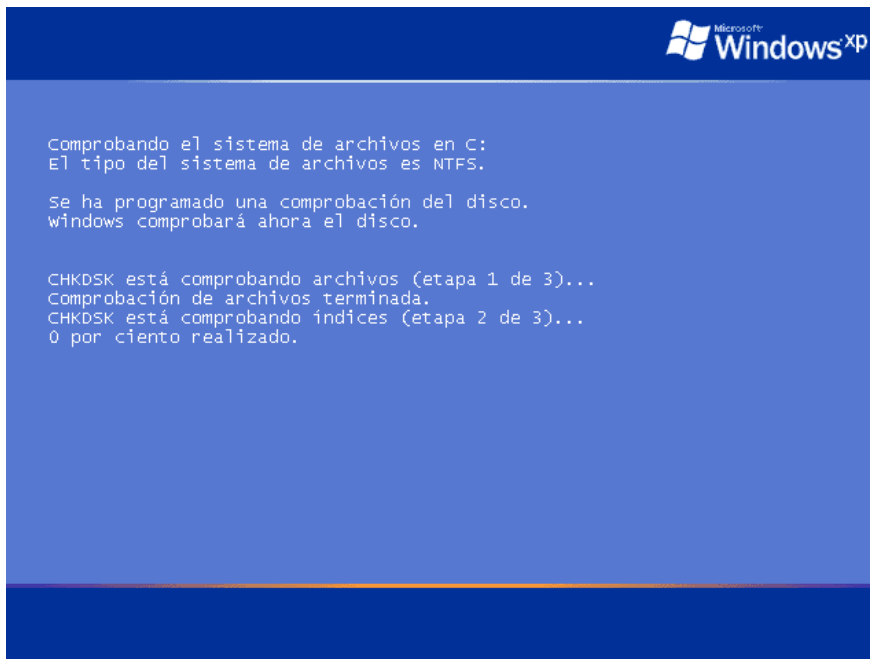 Microsoft
Windows xp
Comprobando el sistema de archivos en C:
El tipo del sistema de archivos es NTFS.
Se ha programado una comprobación del disco.
Windows comprobará ahora el disco.
CHKDSK está comprobando archivos (etapa 1 de 3)...
Comprobación de archivos terminada.
CHKDSK está comprobando índices (etapa 2 de 3)...
0 por ciento realizado.